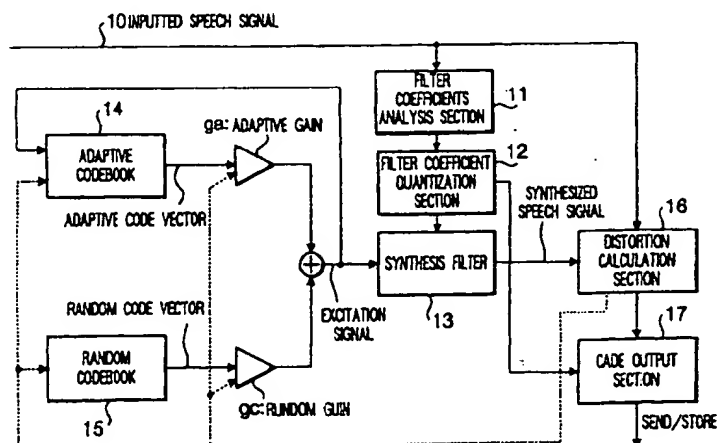 10 INPUTTED SPEECH SIGNAL
FILTER
COEFFICIENTS
ANALYSIS SECTION
11
14
ga: ADAPTIVE GAIN
ADAPTIVE
CODEBOOK
ADAPTIVE CODE VECTOR
12
FILTER COEFFICIENT
QUANTIZATION
SECTION
SYNTHESIZED
SPEECH SIGNAL
16
DISTORTION
CALCULATION
SECTION
SYNTHESIS FILTER
13
EXCITATION
SIGNAL
RANDOM CODE VECTOR
RANDOM
CODEBOOK
15
gc: RUNDOM GUIN
17
CADE OUTPUT
SECTION
SEND/STORE